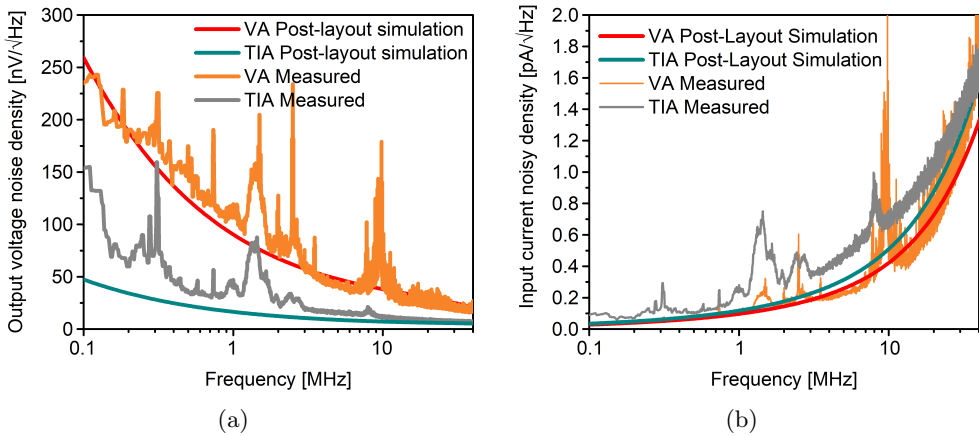 300
250
200
150
100
50
0
Output voltage noise density [nV/√Hz]
VA Post-layout simulation
TIA Post-layout simulation
VA Measured
TIA Measured
0.1
1
10
Frequency [MHz]
(a)
2.0
1.8
1.6
1.4
1.2
1.0
0.8
0.6
0.4
0.2
0.0
Input current noisy density [pA/√Hz]
VA Post-Layout Simulation
TIA Post-Layout Simulation
VA Measured
TIA Measured
0.1
1
10
Frequency [MHz]
(b)